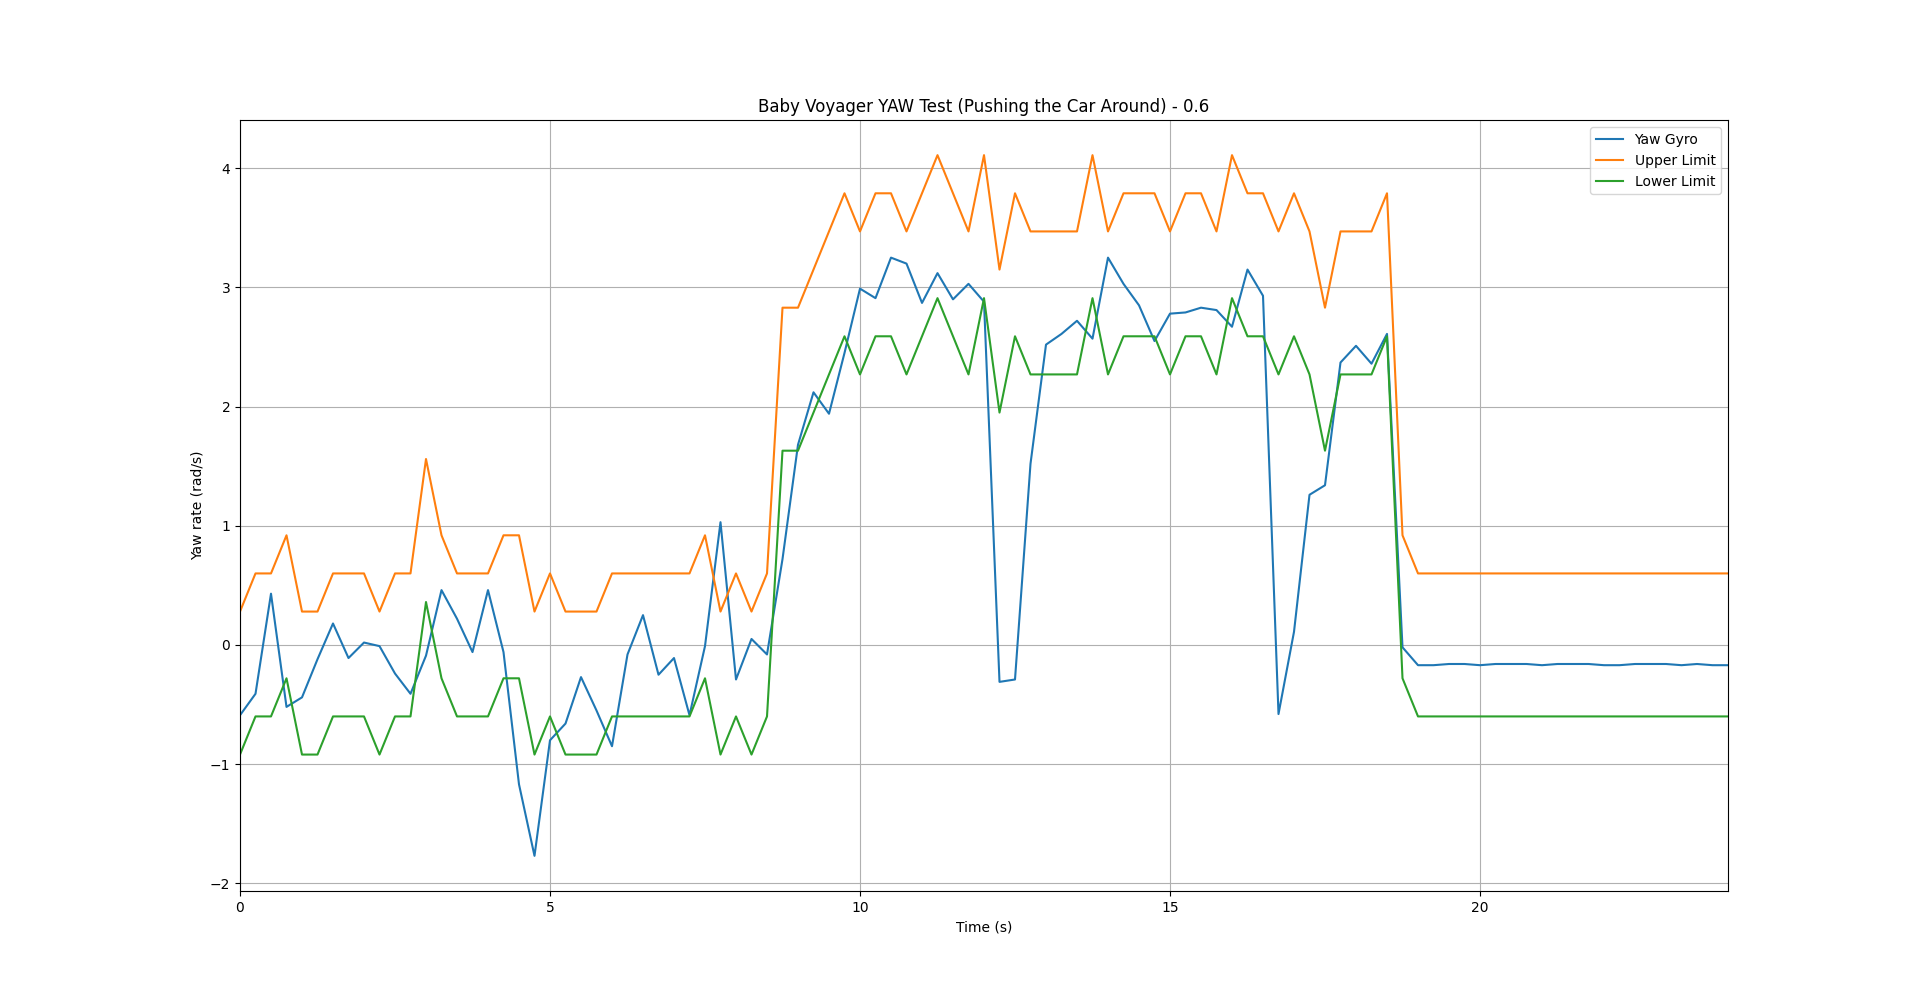 Baby Voyager YAW Test (Pushing the Car Around) - 0.6
Yaw Gyro
Upper Limit
Lower Limit
4
3
2
1
0
−1
−2
Yaw rate (rad/s)
0 5 10 15 20
Time (s)